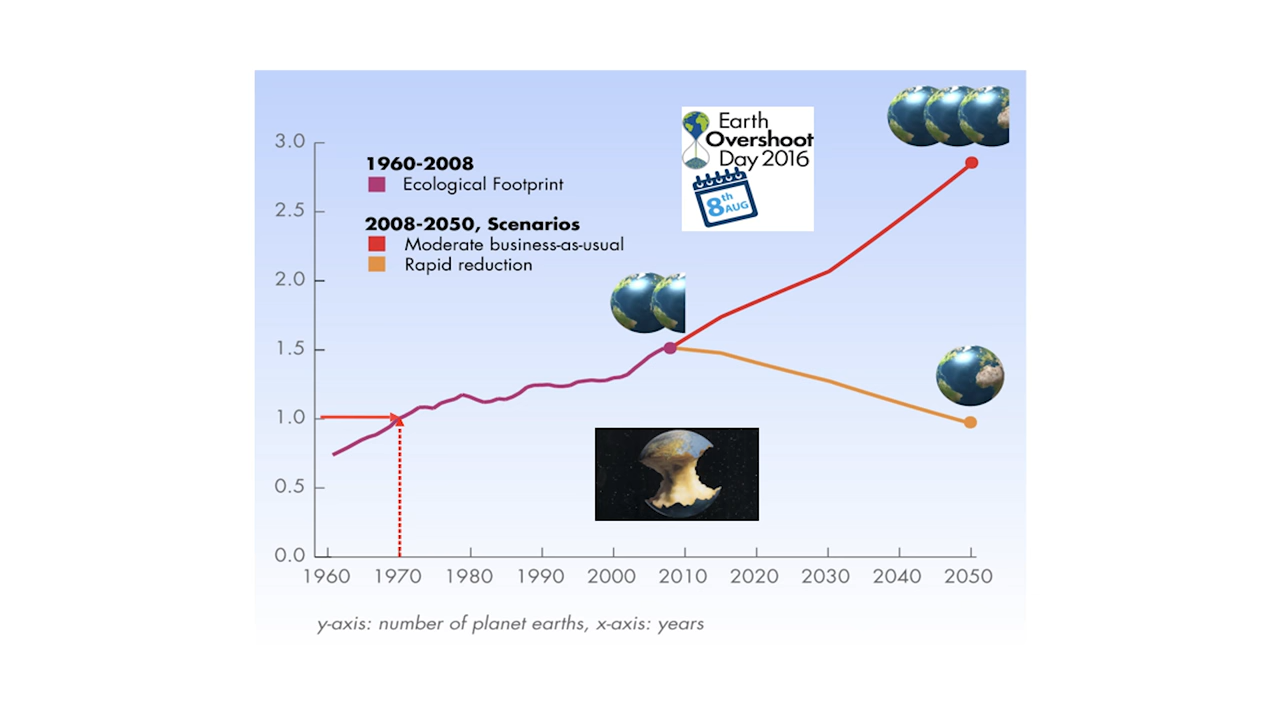 Earth
Overshoot
Day 2016
8th
AUG
3.0
2.5
2.0
1.5
1.0
0.5
0.0
1960-2008
Ecological Footprint
2008-2050, Scenarios
Moderate business-as-usual
Rapid reduction
1960 1970 1980 1990 2000 2010 2020 2030 2040 2050
y-axis: number of planet earths, x-axis: years